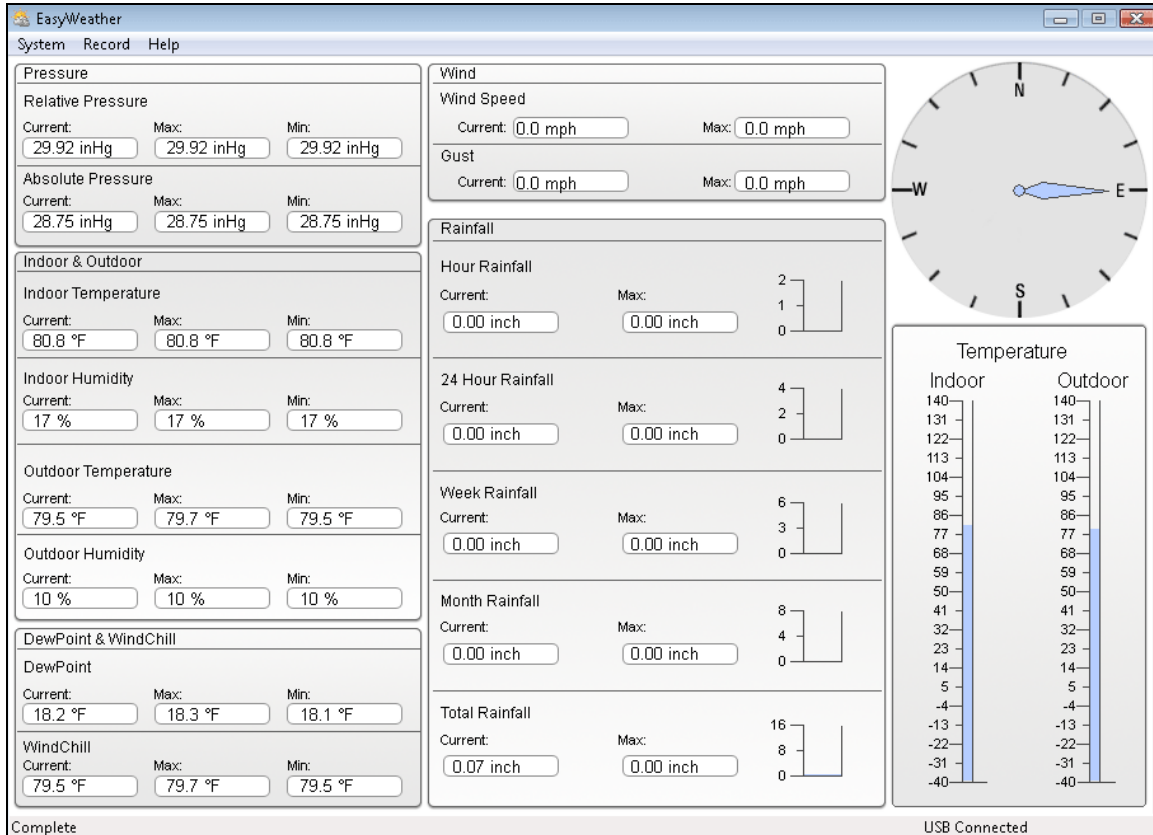 EasyWeather
System Record Help
Pressure
Relative Pressure
Current: Max: Min:
29.92 inHg 29.92 inHg 29.92 inHg
Absolute Pressure
Current: Max: Min:
28.75 inHg 28.75 inHg 28.75 inHg
Indoor & Outdoor
Indoor Temperature
Current: Max: Min:
80.8 °F 80.8 °F 80.8 °F
Indoor Humidity
Current: Max: Min:
17 % 17 % 17 %
Outdoor Temperature
Current: Max: Min:
79.5 °F 79.7 °F 79.5 °F
Outdoor Humidity
Current: Max: Min:
10 % 10 % 10 %
DewPoint & WindChill
DewPoint
Current: Max: Min:
18.2 °F 18.3 °F 18.1 °F
WindChill
Current: Max: Min:
79.5 °F 79.7 °F 79.5 °F
Wind
Wind Speed
Current: 0.0 mph Max: 0.0 mph
Gust
Current: 0.0 mph Max: 0.0 mph
Rainfall
Hour Rainfall
Current: Max:
0.00 inch 0.00 inch
2
1
0
24 Hour Rainfall
Current: Max:
0.00 inch 0.00 inch
4
2
0
Week Rainfall
Current: Max:
0.00 inch 0.00 inch
6
3
0
Month Rainfall
Current: Max:
0.00 inch 0.00 inch
8
4
0
Total Rainfall
Current: Max:
0.07 inch 0.00 inch
16
8
0
N
W E
S
Temperature
Indoor Outdoor
140 140
131 131
122 122
113 113
104 104
95 95
86 86
77 77
68 68
59 59
50 50
41 41
32 32
23 23
14 14
5 5
-4 -4
-13 -13
-22 -22
-31 -31
-40 -40
Complete USB Connected